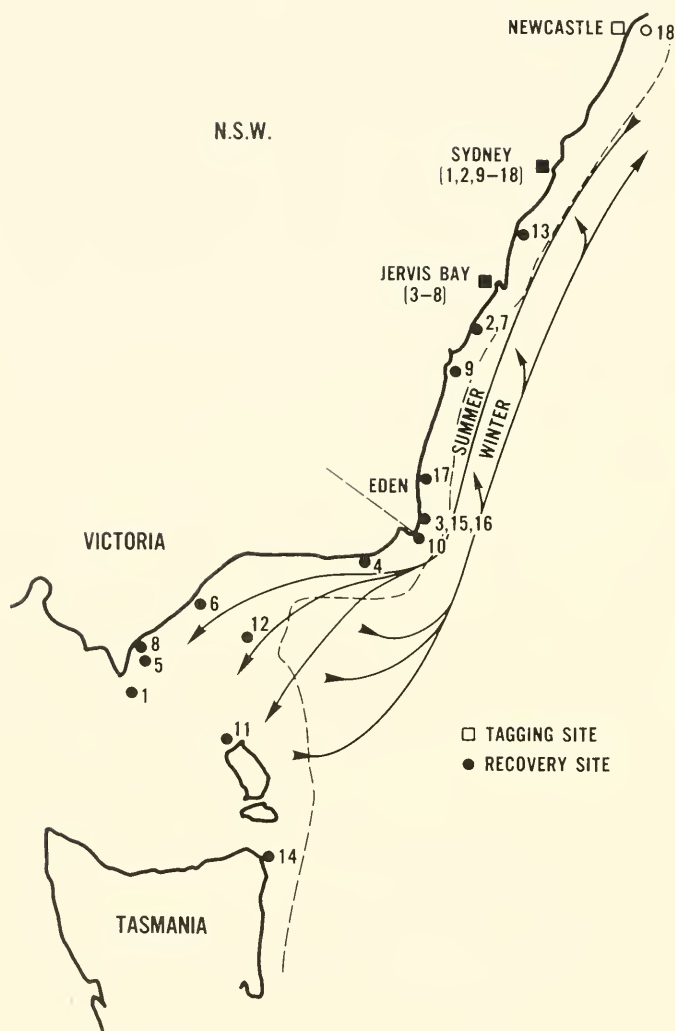 NEWCASTLE
18
N.S.W.
SYDNEY
(1,2,9–18)
13
JERVIS BAY
(3–8)
2,7
9
SUMMER
WINTER
17
EDEN
3,15,16
VICTORIA
10
4
6
12
8
5
1
11
TAGGING SITE
RECOVERY SITE
14
TASMANIA